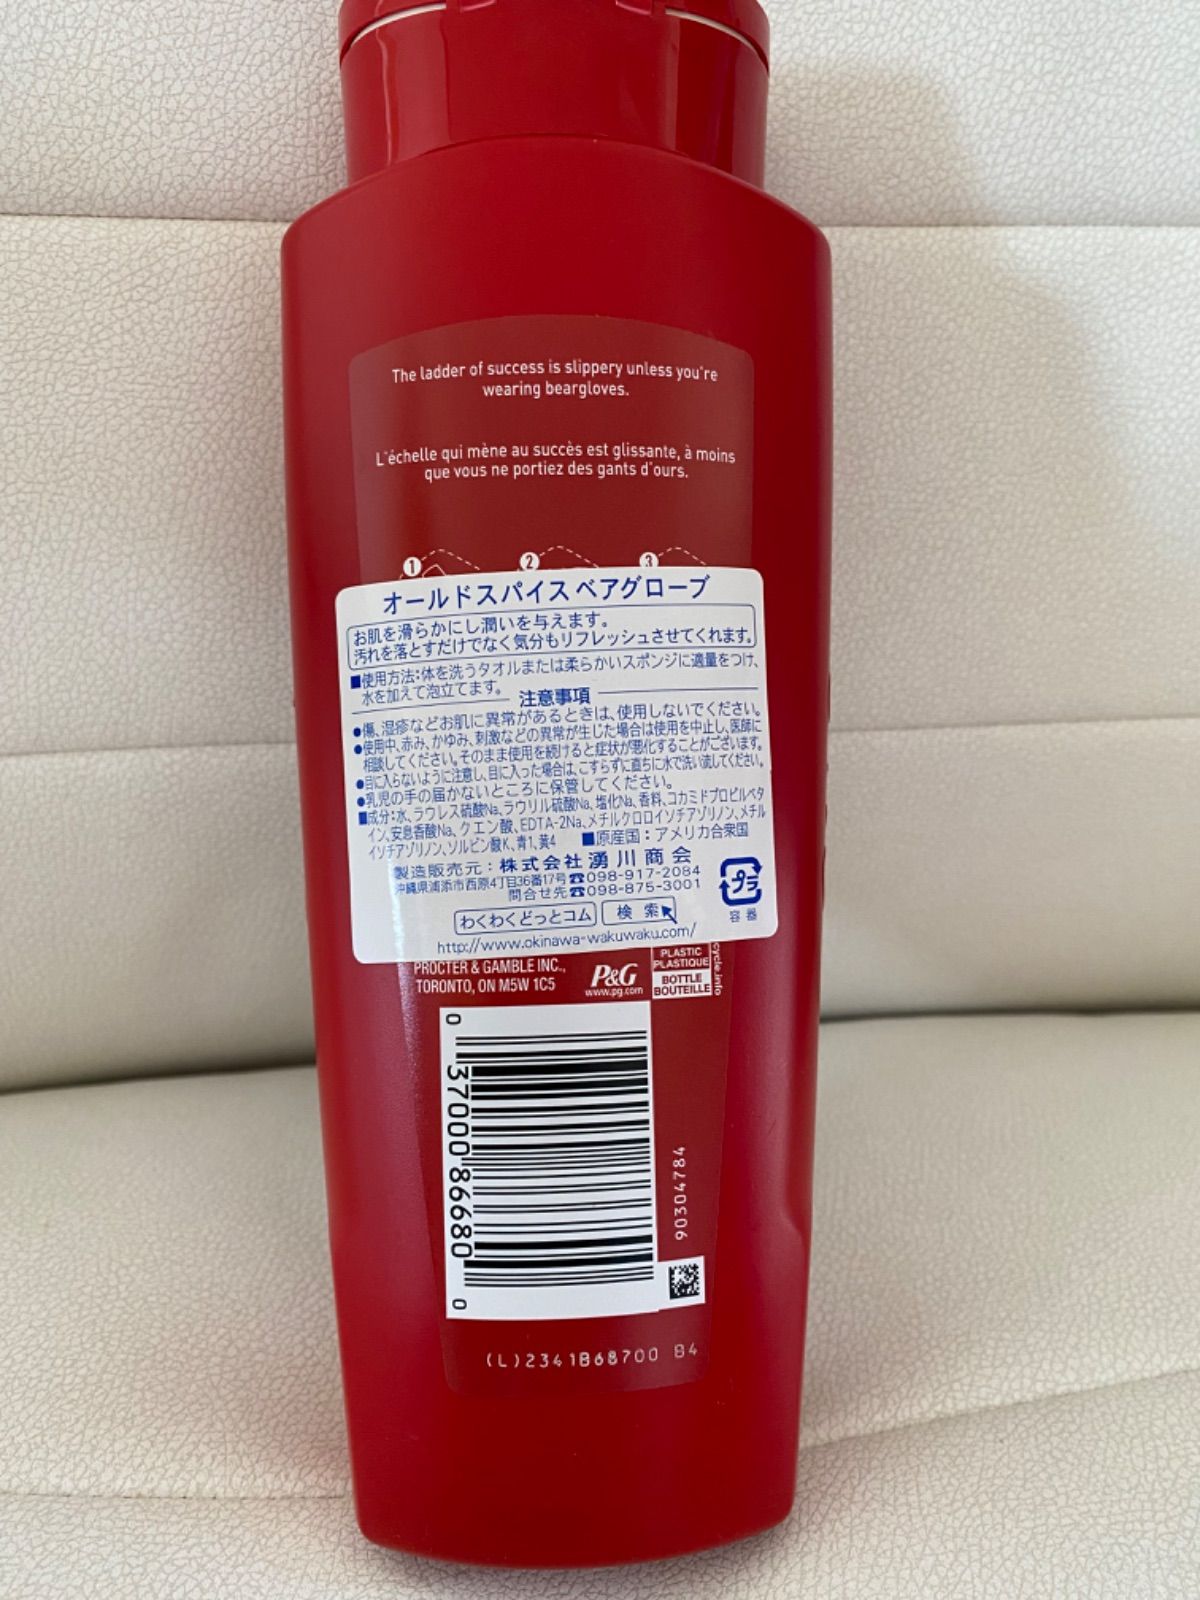 The ladder of success is slippery unless you're
wearing beargloves.
L'échelle qui mène au succès est glissante, à moins
que vous ne portiez des gants d'ours.
1 2 3
オールドスパイス ベアグローブ
お肌を滑らかにし潤いを与えます。
汚れを落とすだけでなく気分もリフレッシュさせてくれます。
■使用方法:体を洗うタオルまたは柔らかいスポンジに適量をつけ、
水を加えて泡立てます。
注意事項
●傷、湿疹などお肌に異常があるときは、使用しないでください。
●使用中、赤み、かゆみ、刺激などの異常が生じた場合は使用を中止し、医師に
相談してください。そのまま使用を続けると症状が悪化することがございます。
●目に入らないように注意し、目に入った場合は、こすらずに直ちに水で洗い流してください。
●乳児の手の届かないところに保管してください。
■成分:水、ラウレス硫酸Na、ラウリル硫酸Na、塩化Na、香料、コカミドプロピルベタ
イン、安息香酸Na、クエン酸、EDTA-2Na、メチルクロロイソチアゾリノン、メチル
イソチアゾリノン、ソルビン酸K、青1、黄4 ■原産国:アメリカ合衆国
製造販売元:株式会社湧川商会
沖縄県浦添市西原4丁目36番17号☎098-917-2084
問合せ先☎098-875-3001
プラ
容器
わくわくどっとコム 検索
http://www.okinawa-wakuwaku.com/
PROCTER & GAMBLE INC.,
TORONTO, ON M5W 1C5
P&G
www.pg.com
PLASTIC
PLASTIQUE
BOTTLE
BOUTEILLE
cycle.info
0 37000 86680 0
90304784
(L)2341B68700 B4